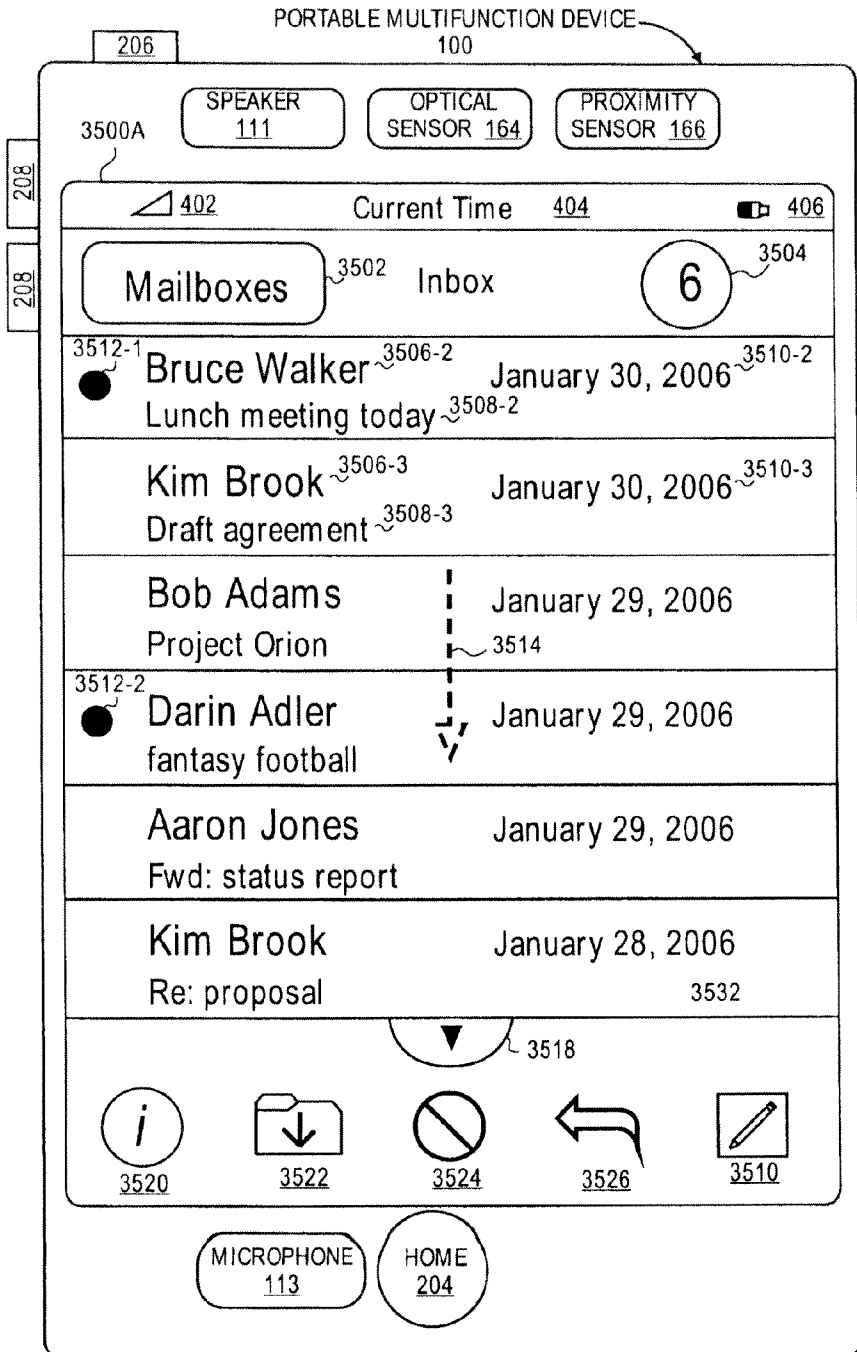 PORTABLE MULTIFUNCTION DEVICE
100
206
SPEAKER
111
OPTICAL
SENSOR 164
PROXIMITY
SENSOR 166
3500A
208
208
402 Current Time 404 406
Mailboxes 3502 Inbox 6 3504
3512-1
Bruce Walker 3506-2 January 30, 2006 3510-2
Lunch meeting today 3508-2
Kim Brook 3506-3 January 30, 2006 3510-3
Draft agreement 3508-3
Bob Adams January 29, 2006
Project Orion 3514
3512-2
Darin Adler January 29, 2006
fantasy football
Aaron Jones January 29, 2006
Fwd: status report
Kim Brook January 28, 2006
Re: proposal 3532
3518
i
3520 3522 3524 3526 3510
MICROPHONE
113
HOME
204